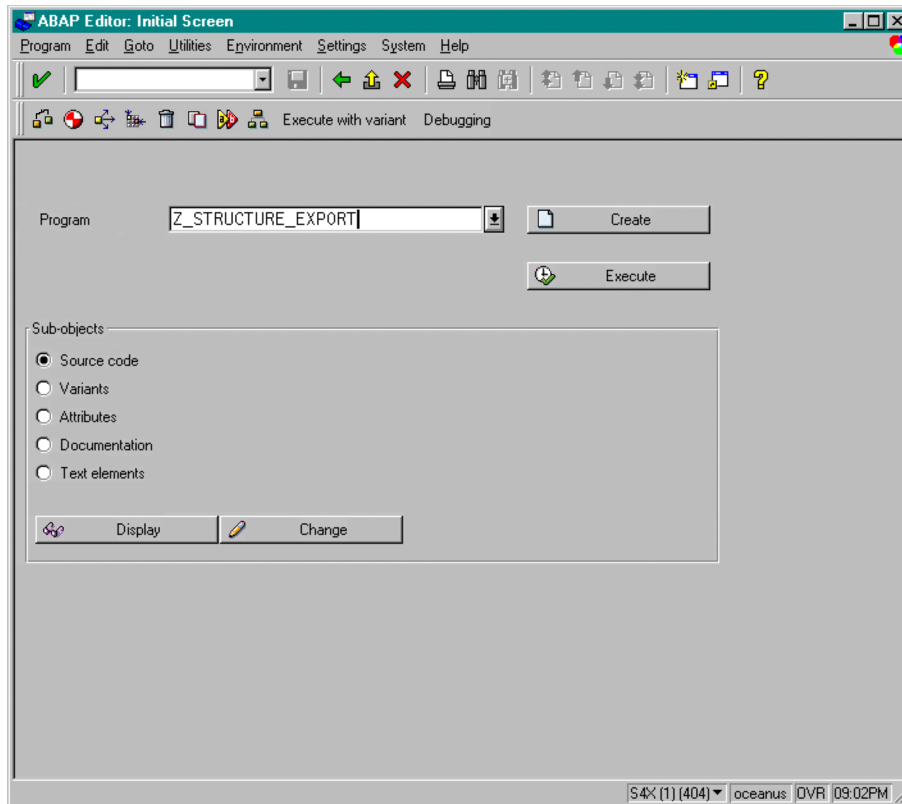 ABAP Editor: Initial Screen
Program Edit Goto Utilities Environment Settings System Help
Execute with variant Debugging
Program Z_STRUCTURE_EXPORT Create
Execute
Sub-objects
Source code
Variants
Attributes
Documentation
Text elements
Display Change
S4X (1) (404) oceanus OVR 09:02PM